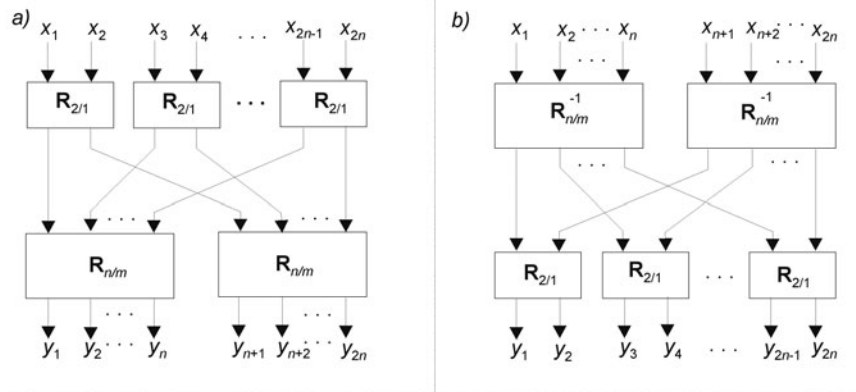 a)
x₁ x₂ x₃ x₄ . . . x₂ₙ₋₁ x₂ₙ
R₂/₁ R₂/₁ . . . R₂/₁
. . . . . .
Rₙ/ₘ Rₙ/ₘ
. . . . . .
y₁ y₂ . . . yₙ yₙ₊₁ yₙ₊₂ . . . y₂ₙ
b)
x₁ x₂ . . . xₙ xₙ₊₁ xₙ₊₂ . . . x₂ₙ
. . . . . .
R⁻¹ₙ/ₘ R⁻¹ₙ/ₘ
. . . . . .
R₂/₁ R₂/₁ . . . R₂/₁
y₁ y₂ y₃ y₄ . . . y₂ₙ₋₁ y₂ₙ